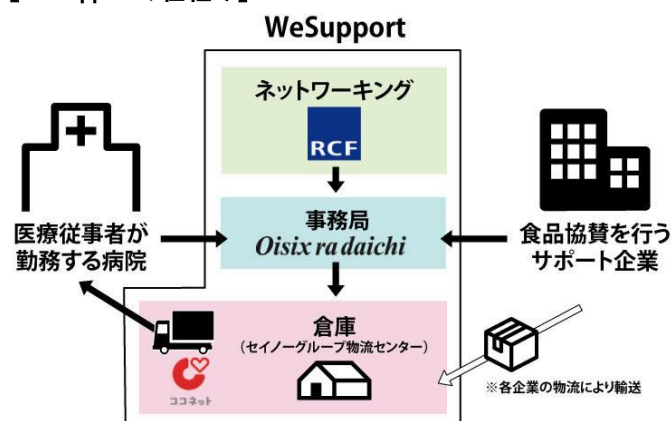 WeSupport
ネットワーキング
RCF
医療従事者が
勤務する病院
事務局
Oisix ra daichi
食品協賛を行う
サポート企業
倉庫
（セイノーグループ物流センター）
ココネット
※各企業の物流により輸送